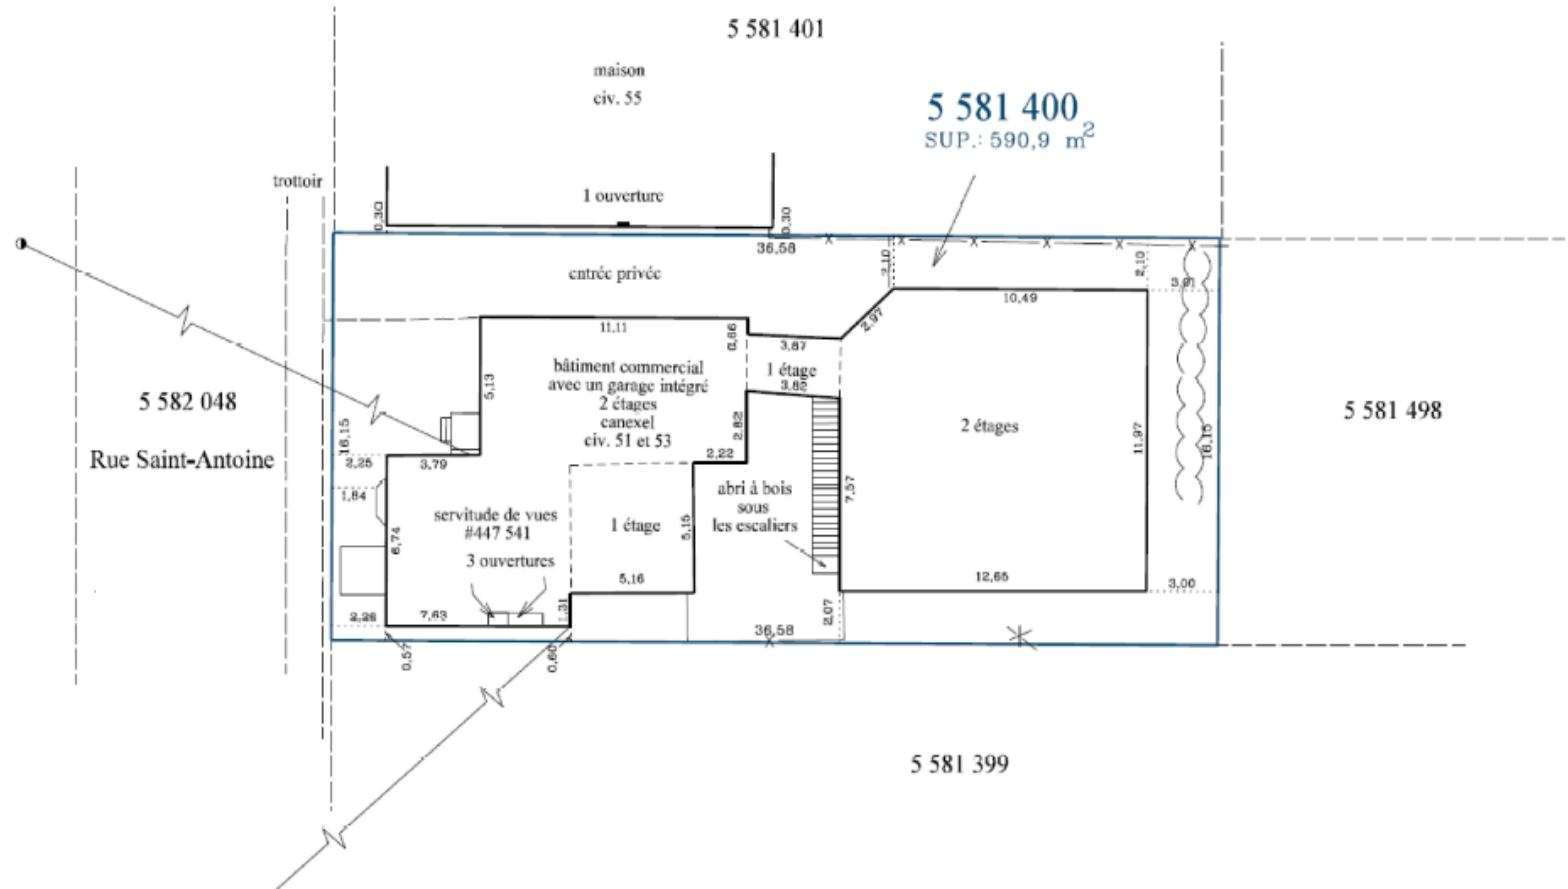 5 581 401
maison
civ. 55
5 581 400
SUP.: 590,9 m²
trottoir
1 ouverture
0,30
0,30
36,58
entrée privée
2,10
2,10
3,01
10,49
2,97
11,11
0,66
3,87
1 étage
3,82
bâtiment commercial
avec un garage intégré
2 étages
canexel
civ. 51 et 53
5,13
5 582 048
Rue Saint-Antoine
16,15
2,25
3,79
1,84
2,82
2,22
2 étages
11,97
16,15
5 581 498
abri à bois
sous
les escaliers
7,57
servitude de vues
#447 541
3 ouvertures
1 étage
5,15
6,74
5,16
12,65
3,00
2,26
7,63
1,31
2,07
36,58
0,57
0,60
5 581 399